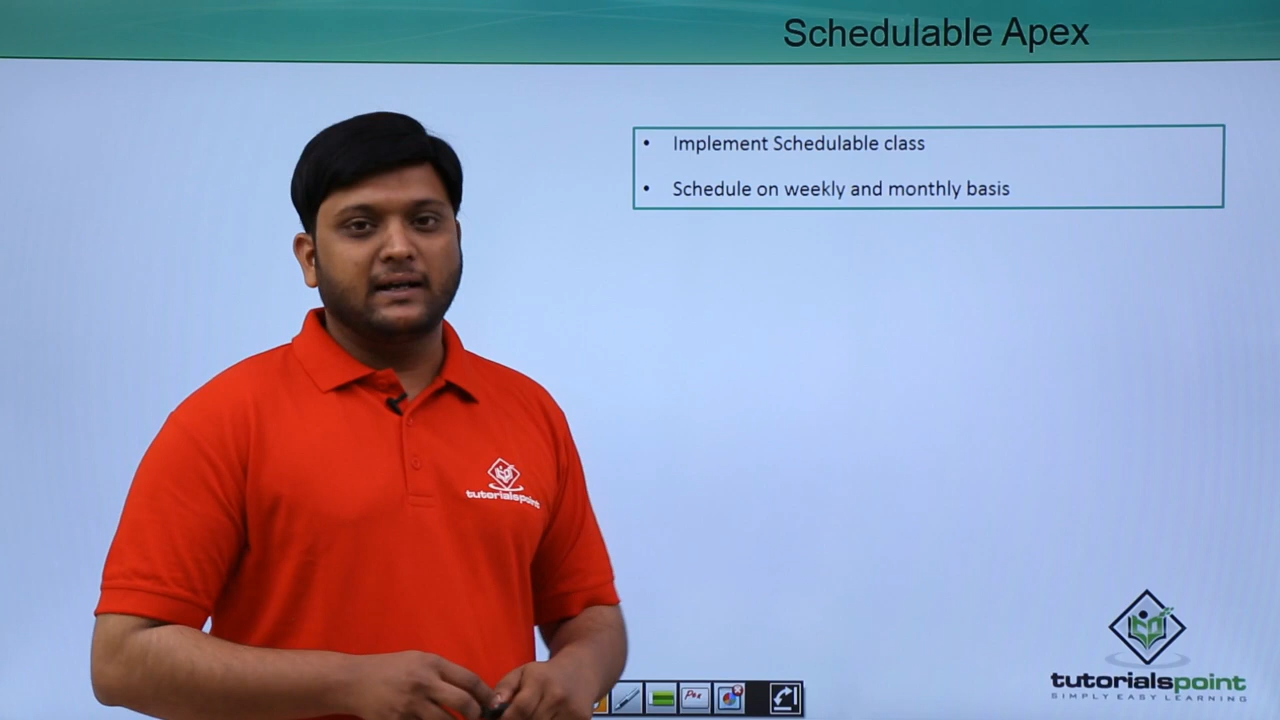 Schedulable Apex
• Implement Schedulable class
• Schedule on weekly and monthly basis
tutorialspoint
tutorialspoint
SIMPLY EASY LEARNING